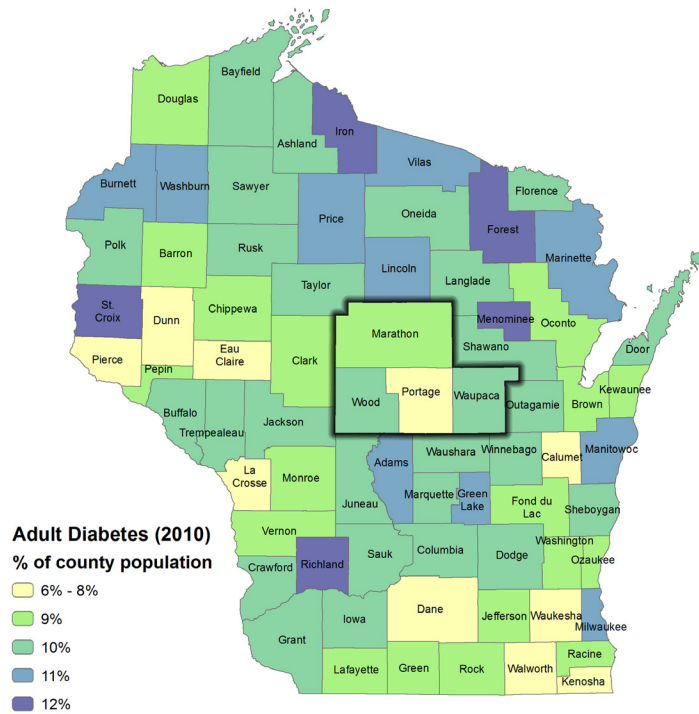 Bayfield
Douglas
Iron
Ashland
Vilas
Burnett
Washburn
Sawyer
Florence
Price
Oneida
Forest
Polk
Barron
Rusk
Marinette
Lincoln
Taylor
Langlade
St.
Croix
Dunn
Chippewa
Menominee
Oconto
Marathon
Shawano
Door
Pierce
Eau
Claire
Clark
Pepin
Portage
Waupaca
Wood
Kewaunee
Brown
Outagamie
Buffalo
Trempealeau
Jackson
Waushara
Winnebago
Manitowoc
Calumet
Adams
La
Crosse
Monroe
Marquette
Green
Lake
Juneau
Fond du
Lac
Sheboygan
Adult Diabetes (2010)
% of county population
6% - 8%
9%
10%
11%
12%
Vernon
Washington
Columbia
Dodge
Sauk
Ozaukee
Crawford
Richland
Dane
Jefferson
Waukesha
Milwaukee
Iowa
Grant
Racine
Lafayette
Green
Rock
Walworth
Kenosha